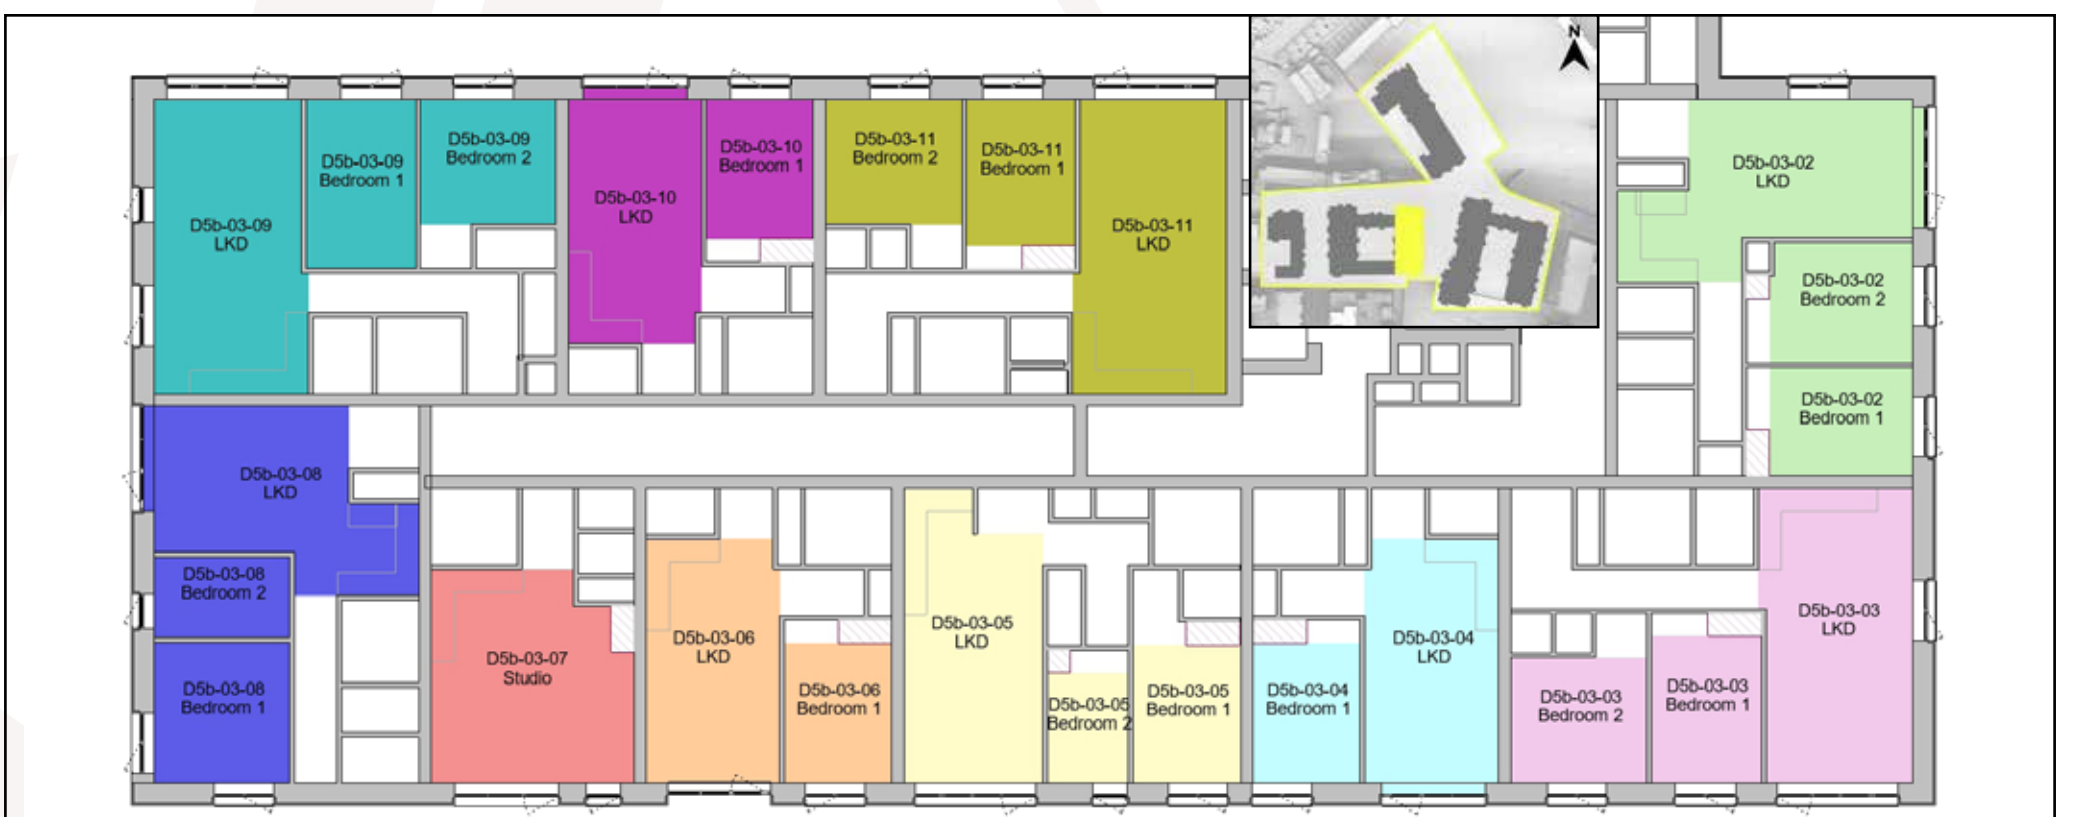 N
D5b-03-09
LKD
D5b-03-09
Bedroom 1
D5b-03-09
Bedroom 2
D5b-03-10
LKD
D5b-03-10
Bedroom 1
D5b-03-11
Bedroom 2
D5b-03-11
Bedroom 1
D5b-03-11
LKD
D5b-03-02
LKD
D5b-03-02
Bedroom 2
D5b-03-02
Bedroom 1
D5b-03-08
LKD
D5b-03-08
Bedroom 2
D5b-03-08
Bedroom 1
D5b-03-07
Studio
D5b-03-06
LKD
D5b-03-06
Bedroom 1
D5b-03-05
LKD
D5b-03-05
Bedroom 2
D5b-03-05
Bedroom 1
D5b-03-04
Bedroom 1
D5b-03-04
LKD
D5b-03-03
Bedroom 2
D5b-03-03
Bedroom 1
D5b-03-03
LKD